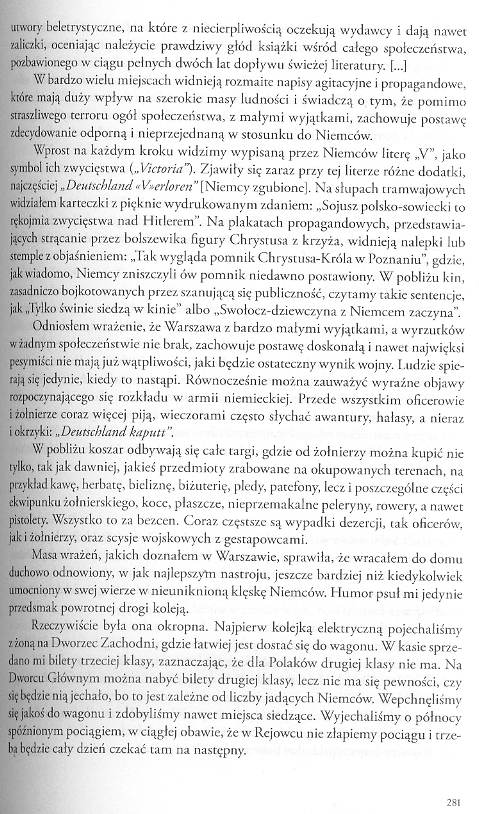 utwory beletrystyczne, na które z niecierpliwością oczekują wydawcy i dają nawet
zaliczki, oceniając należycie prawdziwy głód książki wśród całego społeczeństwa,
pozbawionego w ciągu pełnych dwóch lat dopływu świeżej literatury. [...]
W bardzo wielu miejscach widnieją rozmaite napisy agitacyjne i propagandowe,
które mają duży wpływ na szerokie masy ludności i świadczą o tym, że pomimo
straszliwego terroru ogół społeczeństwa, z małymi wyjątkami, zachowuje postawę
zdecydowanie odporną i nieprzejednaną w stosunku do Niemców.
Wprost na każdym kroku widzimy wypisaną przez Niemców literę „V”, jako
symbol ich zwycięstwa („Victoria”). Zjawiły się zaraz przy tej literze różne dodatki,
najczęściej „Deutschland «V»erloren” [Niemcy zgubione]. Na słupach tramwajowych
widziałem karteczki z pięknie wydrukowanym zdaniem: „Sojusz polsko-sowiecki to
rękojmia zwycięstwa nad Hitlerem”. Na plakatach propagandowych, przedstawia-
jących strącanie przez bolszewika figury Chrystusa z krzyża, widnieją nalepki lub
stemple z objaśnieniem: „Tak wygląda pomnik Chrystusa-Króla w Poznaniu”, gdzie,
jak wiadomo, Niemcy zniszczyli ów pomnik niedawno postawiony. W pobliżu kin,
zasadniczo bojkotowanych przez szanującą się publiczność, czytamy takie sentencje,
jak „Tylko świnie siedzą w kinie” albo „Swołocz-dziewczyna z Niemcem zaczyna”.
Odniosłem wrażenie, że Warszawa z bardzo małymi wyjątkami, a wyrzutków
w żadnym społeczeństwie nie brak, zachowuje postawę doskonałą i nawet najwięksi
pesymiści nie mają już wątpliwości, jaki będzie ostateczny wynik wojny. Ludzie spie-
rają się jedynie, kiedy to nastąpi. Równocześnie można zauważyć wyraźne objawy
rozpoczynającego się rozkładu w armii niemieckiej. Przede wszystkim oficerowie
i żołnierze coraz więcej piją, wieczorami często słychać awantury, hałasy, a nieraz
i okrzyki: „Deutschland kaputt”.
W pobliżu koszar odbywają się całe targi, gdzie od żołnierzy można kupić nie
tylko, tak jak dawniej, jakieś przedmioty zrabowane na okupowanych terenach, na
przykład kawę, herbatę, bieliznę, biżuterię, pledy, patefony, lecz i poszczególne części
ekwipunku żołnierskiego, koce, płaszcze, nieprzemakalne peleryny, rowery, a nawet
pistolety. Wszystko to za bezcen. Coraz częstsze są wypadki dezercji, tak oficerów,
jak i żołnierzy, oraz scysje wojskowych z gestapowcami.
Masa wrażeń, jakich doznałem w Warszawie, sprawiła, że wracałem do domu
duchowo odnowiony, w jak najlepszym nastroju, jeszcze bardziej niż kiedykolwiek
umocniony w swej wierze w nieuniknioną klęskę Niemców. Humor psuł mi jedynie
przedsmak powrotnej drogi koleją.
Rzeczywiście była ona okropna. Najpierw kolejką elektryczną pojechaliśmy
z żoną na Dworzec Zachodni, gdzie łatwiej jest dostać się do wagonu. W kasie sprze-
dano mi bilety trzeciej klasy, zaznaczając, że dla Polaków drugiej klasy nie ma. Na
Dworcu Głównym można nabyć bilety drugiej klasy, lecz nie ma się pewności, czy
się będzie nią jechało, bo to jest zależne od liczby jadących Niemców. Wepchnęliśmy
się jakoś do wagonu i zdobyliśmy nawet miejsca siedzące. Wyjechaliśmy o północy
spóźnionym pociągiem, w ciągłej obawie, że w Rejowcu nie złapiemy pociągu i trze-
ba będzie cały dzień czekać tam na następny.
281